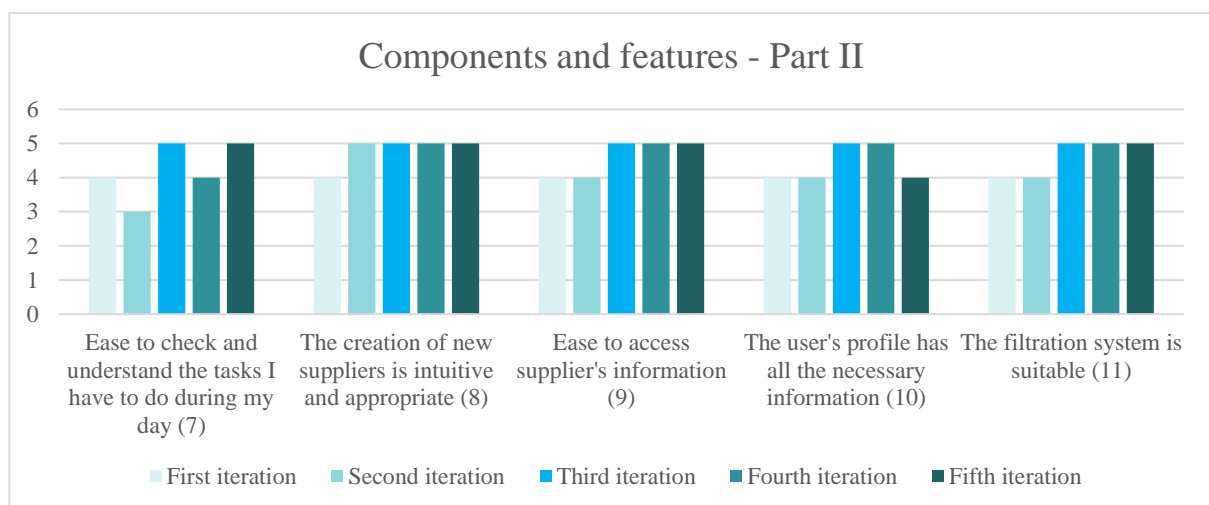 Components and features - Part II
6
5
4
3
2
1
0
Ease to check and
understand the tasks I
have to do during my
day (7)
The creation of new
suppliers is intuitive
and appropriate (8)
Ease to access
supplier's information
(9)
The user's profile has
all the necessary
information (10)
The filtration system is
suitable (11)
First iteration
Second iteration
Third iteration
Fourth iteration
Fifth iteration